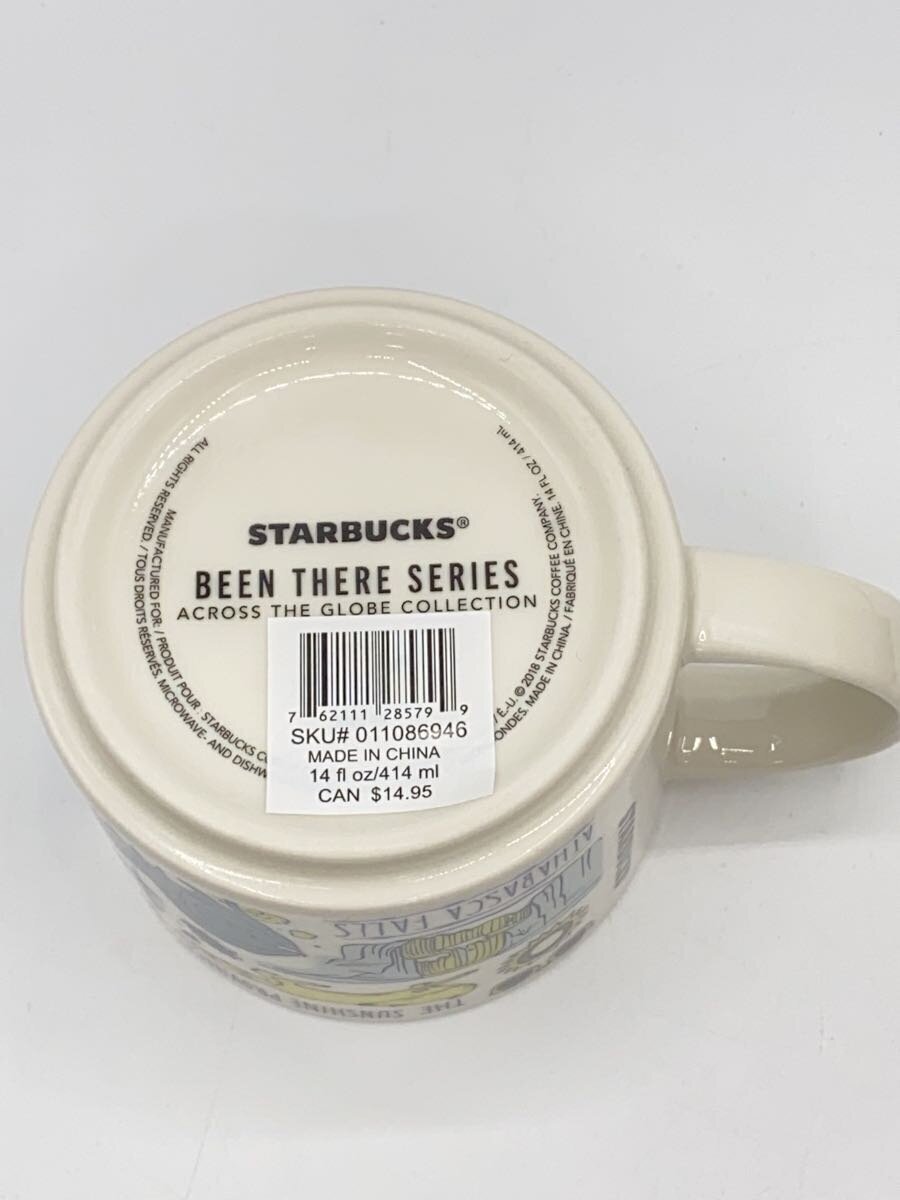 STARBUCKS®
BEEN THERE SERIES
ACROSS THE GLOBE COLLECTION
7 62111 28579 9
SKU# 011086946
MADE IN CHINA
14 fl oz/414 ml
CAN $14.95
ALL RIGHTS RESERVED. / TOUS DROITS RÉSERVÉS. MICROWAVE- AND DISHW
MANUFACTURED FOR: / PRODUIT POUR : STARBUCKS C
É.-U. © 2018 STARBUCKS COFFEE COMPANY. 14 FL OZ / 414 mL
ONDES. MADE IN CHINA. / FABRIQUÉ EN CHINE.
ATHABASCA FALLS
THE SUNSHINE